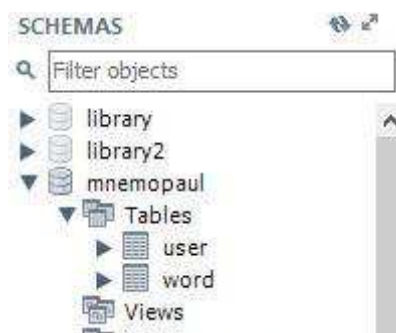 SCHEMAS
Filter objects
library
library2
mnemopaul
Tables
user
word
Views